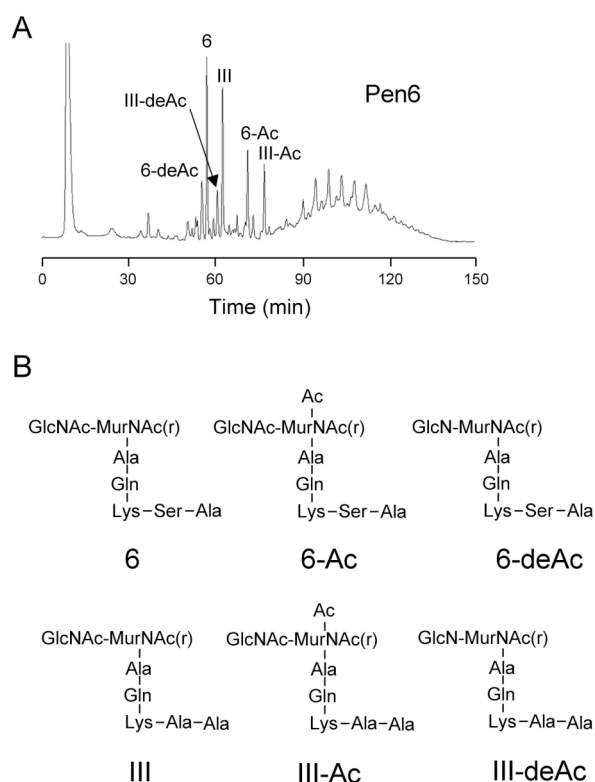 A
6
III
Pen6
III-deAc
6-Ac
III-Ac
6-deAc
0 30 60 90 120 150
Time (min)
B
Ac
GlcNAc-MurNAc(r) GlcNAc-MurNAc(r) GlcN-MurNAc(r)
Ala Ala Ala
Gln Gln Gln
Lys–Ser–Ala Lys–Ser–Ala Lys–Ser–Ala
6 6-Ac 6-deAc
Ac
GlcNAc-MurNAc(r) GlcNAc-MurNAc(r) GlcN-MurNAc(r)
Ala Ala Ala
Gln Gln Gln
Lys–Ala–Ala Lys–Ala–Ala Lys–Ala–Ala
III III-Ac III-deAc